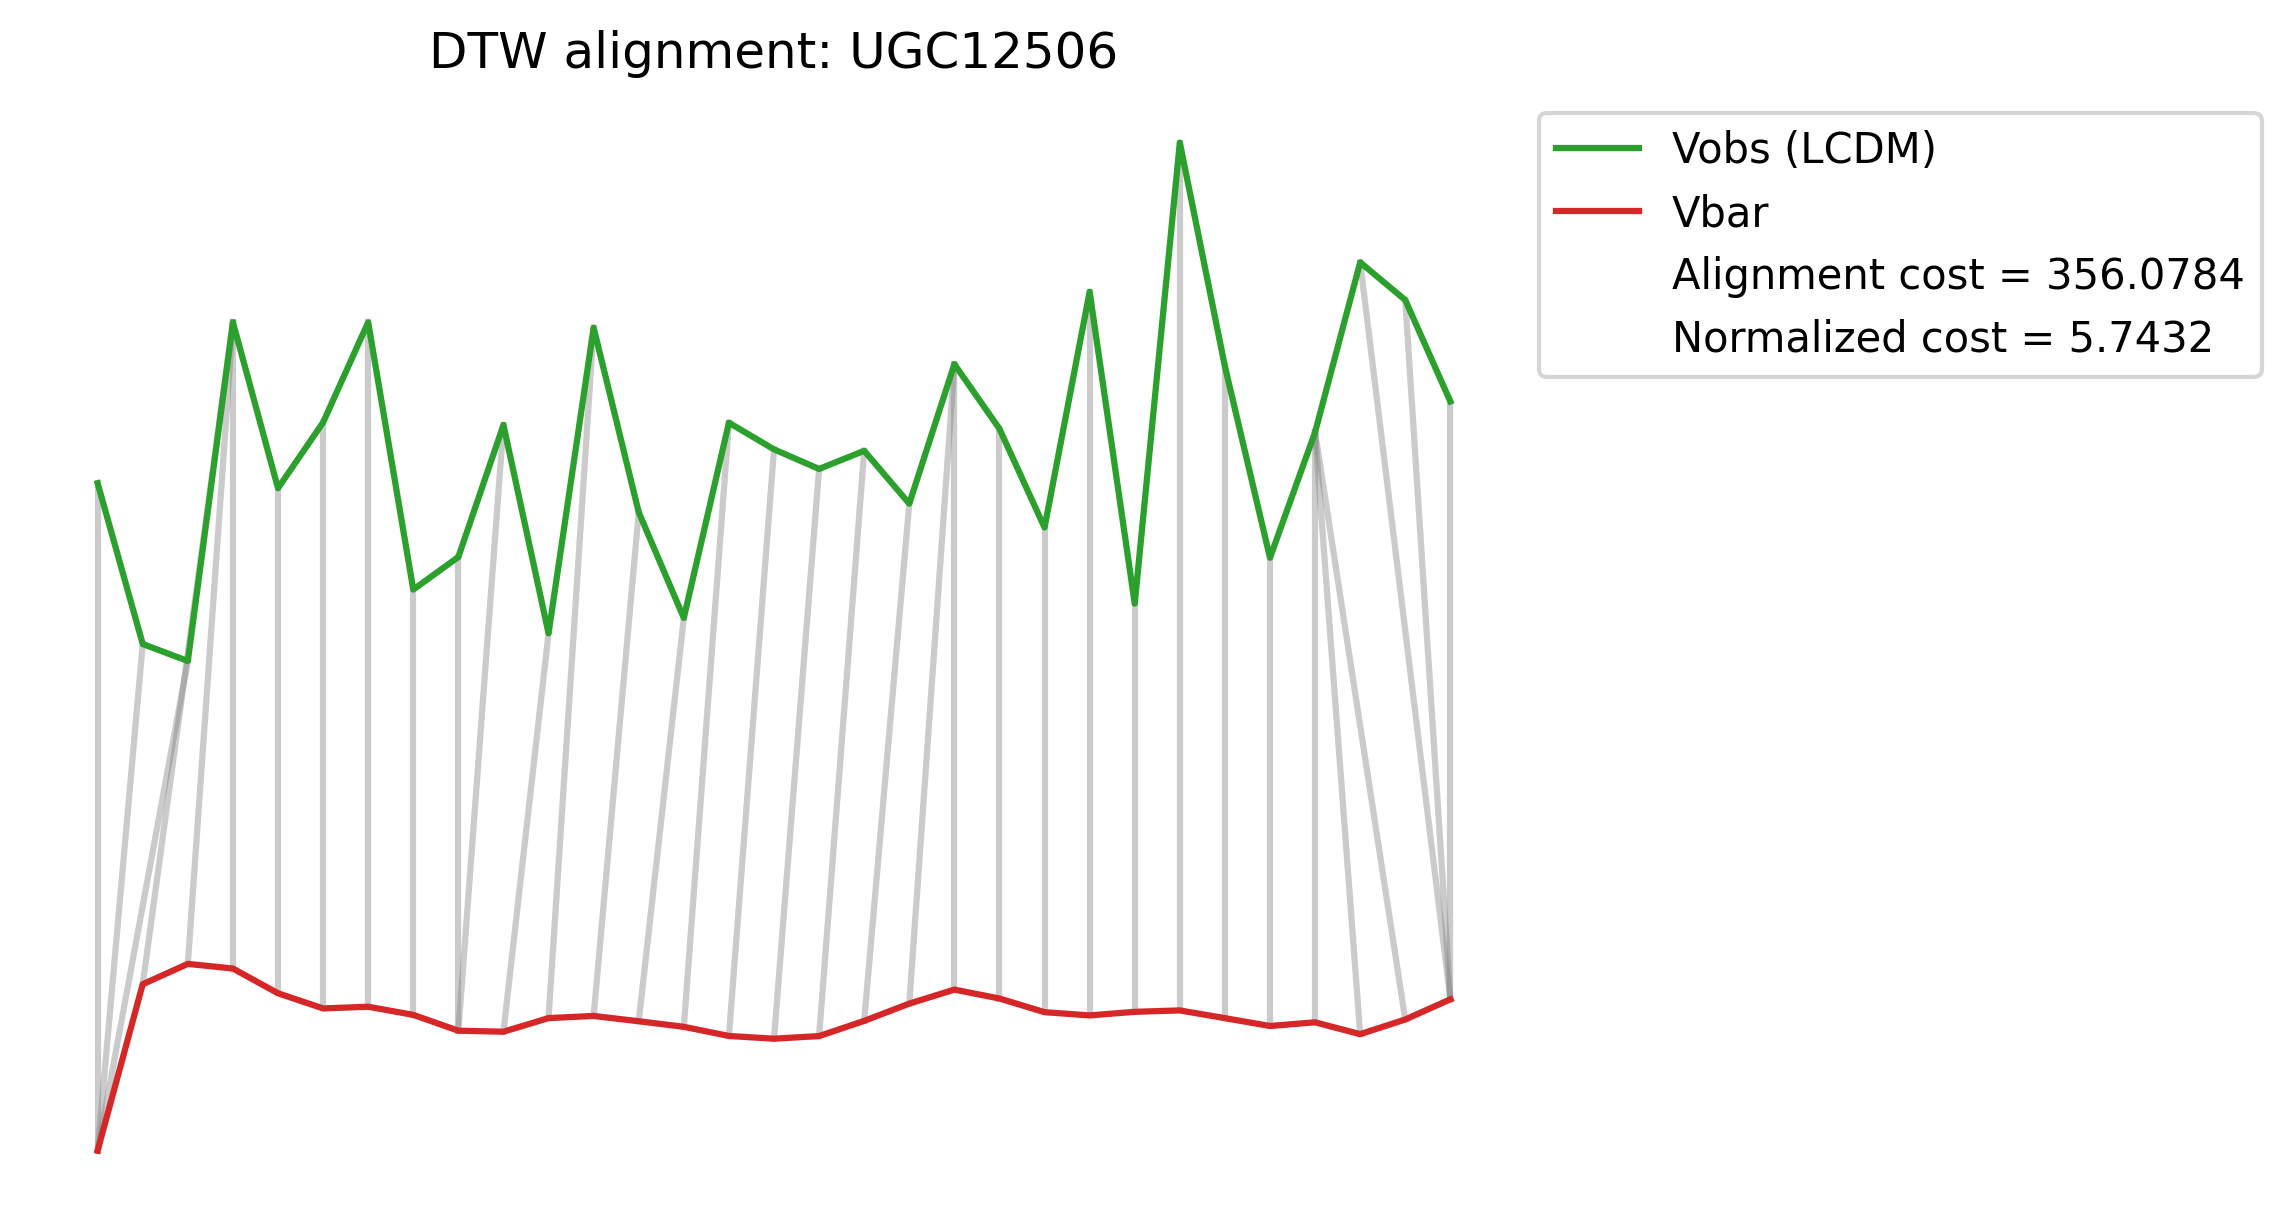 DTW alignment: UGC12506
Vobs (LCDM)
Vbar
Alignment cost = 356.0784
Normalized cost = 5.7432